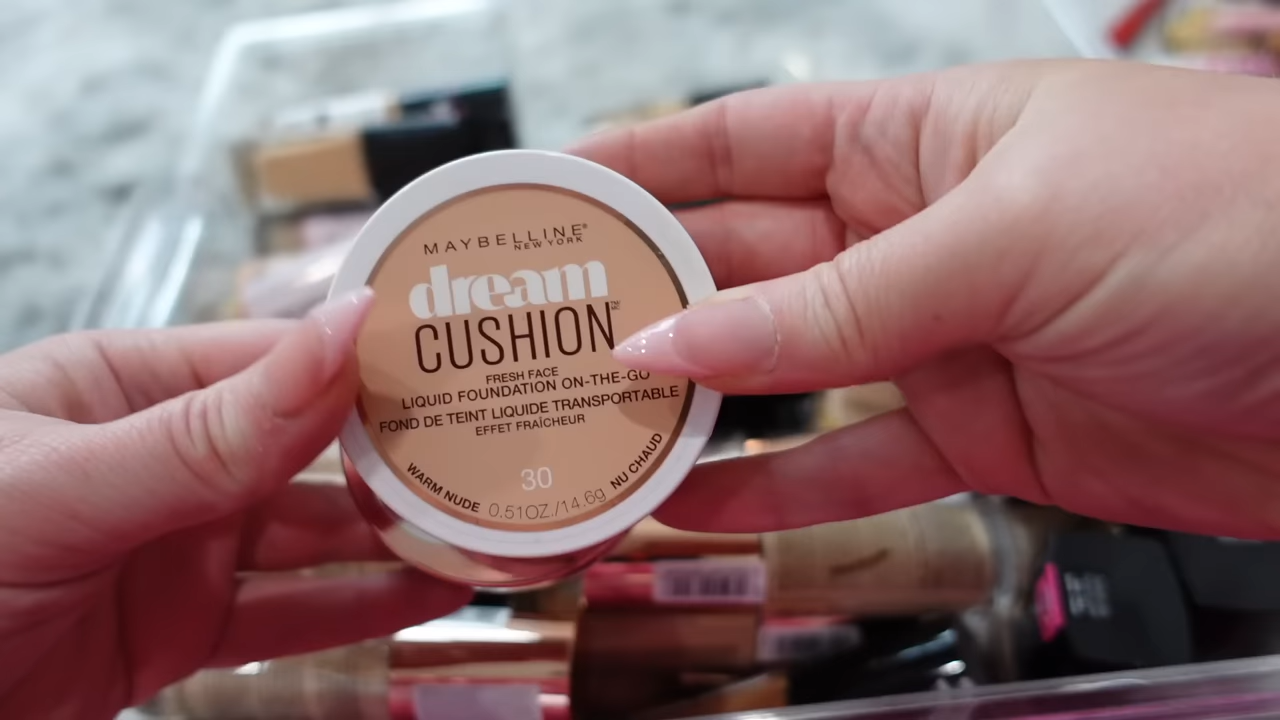 MAYBELLINE®
NEW YORK
dream
CUSHION™
FRESH FACE
LIQUID FOUNDATION ON-THE-GO
FOND DE TEINT LIQUIDE TRANSPORTABLE
EFFET FRAÎCHEUR
30
WARM NUDE 0.51OZ./14.6g NU CHAUD